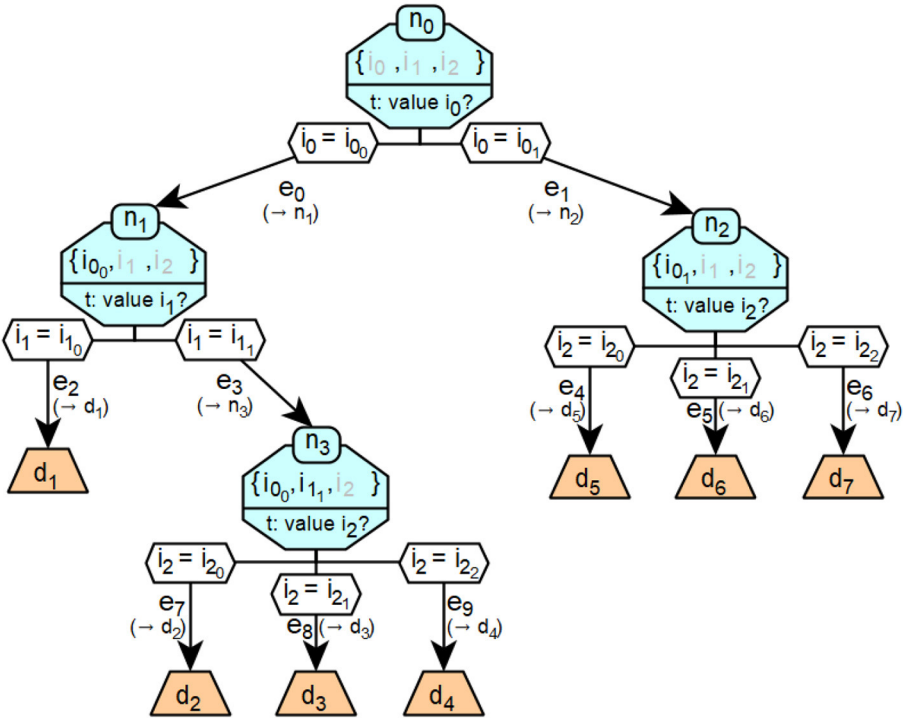 n₀
{i₀ ,i₁ ,i₂ }
t: value i₀?
i₀ = i₀₀
i₀ = i₀₁
e₀
(→ n₁)
e₁
(→ n₂)
n₁
{i₀₀,i₁ ,i₂ }
t: value i₁?
n₂
{i₀₁,i₁ ,i₂ }
t: value i₂?
i₁ = i₁₀
i₁ = i₁₁
i₂ = i₂₀
i₂ = i₂₁
i₂ = i₂₂
e₂
(→ d₁)
e₃
(→ n₃)
e₄
(→ d₅)
e₅ (→ d₆)
e₆
(→ d₇)
d₁
n₃
{i₀₀,i₁₁,i₂ }
t: value i₂?
d₅
d₆
d₇
i₂ = i₂₀
i₂ = i₂₁
i₂ = i₂₂
e₇
(→ d₂)
e₈ (→ d₃)
e₉
(→ d₄)
d₂
d₃
d₄